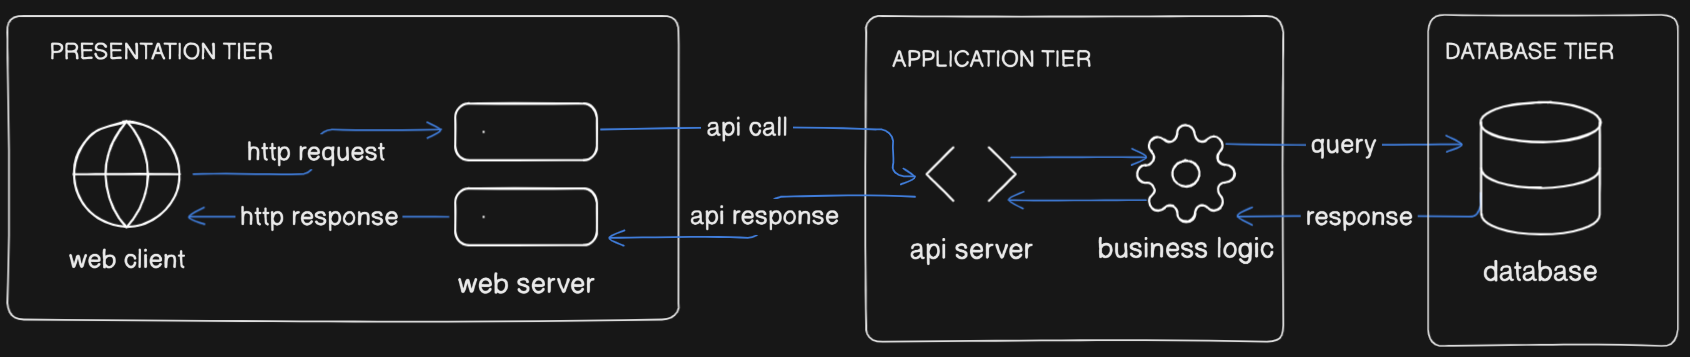 PRESENTATION TIER
http request
http response
web client
web server
api call
api response
APPLICATION TIER
api server
business logic
query
response
DATABASE TIER
database